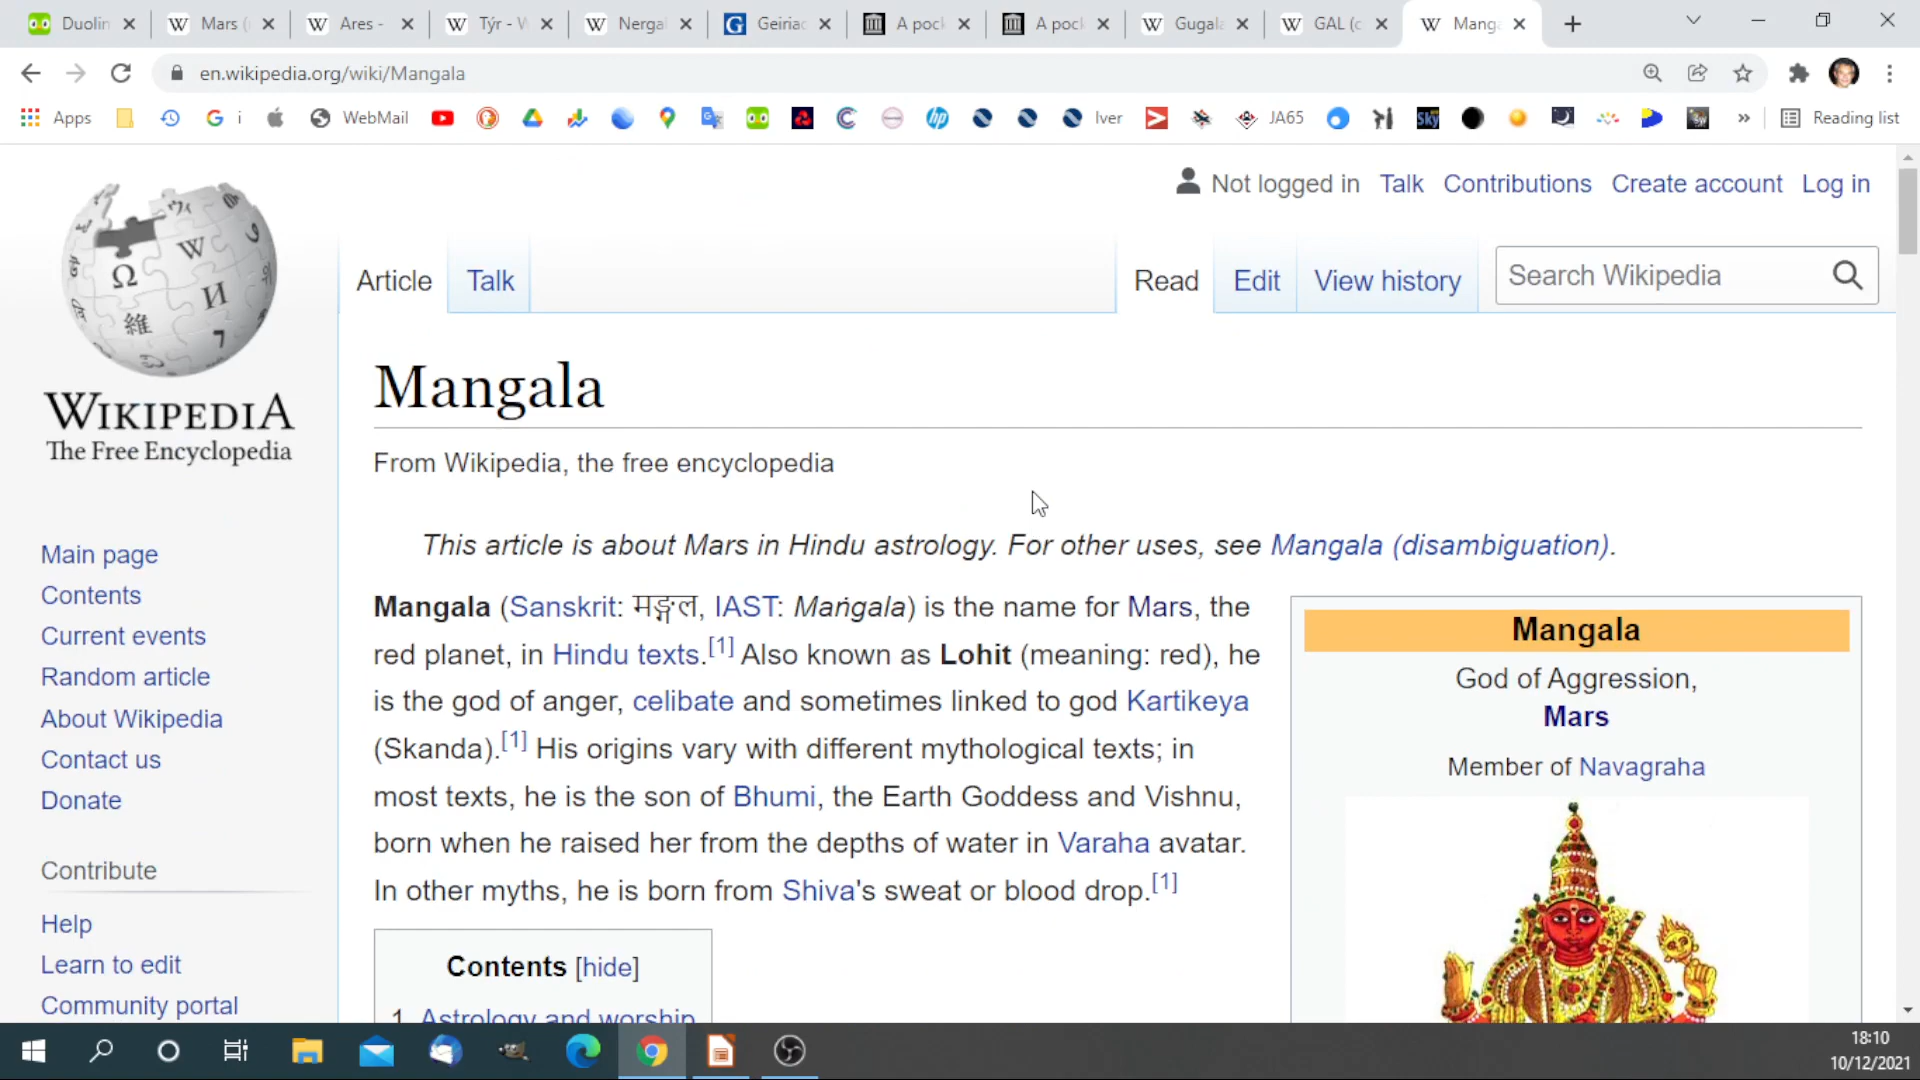 Duolin
Mars (
Ares -
Týr - W
Nergal
Geiriad
A pock
A pock
Gugala
GAL (c
Manga
en.wikipedia.org/wiki/Mangala
Apps
G i
WebMail
Iver
JA65
Reading list
Not logged in Talk Contributions Create account Log in
Article Talk Read Edit View history Search Wikipedia
WIKIPEDIA
The Free Encyclopedia
Main page
Contents
Current events
Random article
About Wikipedia
Contact us
Donate
Contribute
Help
Learn to edit
Community portal
Mangala
From Wikipedia, the free encyclopedia
This article is about Mars in Hindu astrology. For other uses, see Mangala (disambiguation).
Mangala (Sanskrit: मङ्गल, IAST: Maṅgala) is the name for Mars, the
red planet, in Hindu texts.[1] Also known as Lohit (meaning: red), he
is the god of anger, celibate and sometimes linked to god Kartikeya
(Skanda).[1] His origins vary with different mythological texts; in
most texts, he is the son of Bhumi, the Earth Goddess and Vishnu,
born when he raised her from the depths of water in Varaha avatar.
In other myths, he is born from Shiva's sweat or blood drop.[1]
Contents [hide]
1 Astrology and worship
Mangala
God of Aggression,
Mars
Member of Navagraha
18:10
10/12/2021